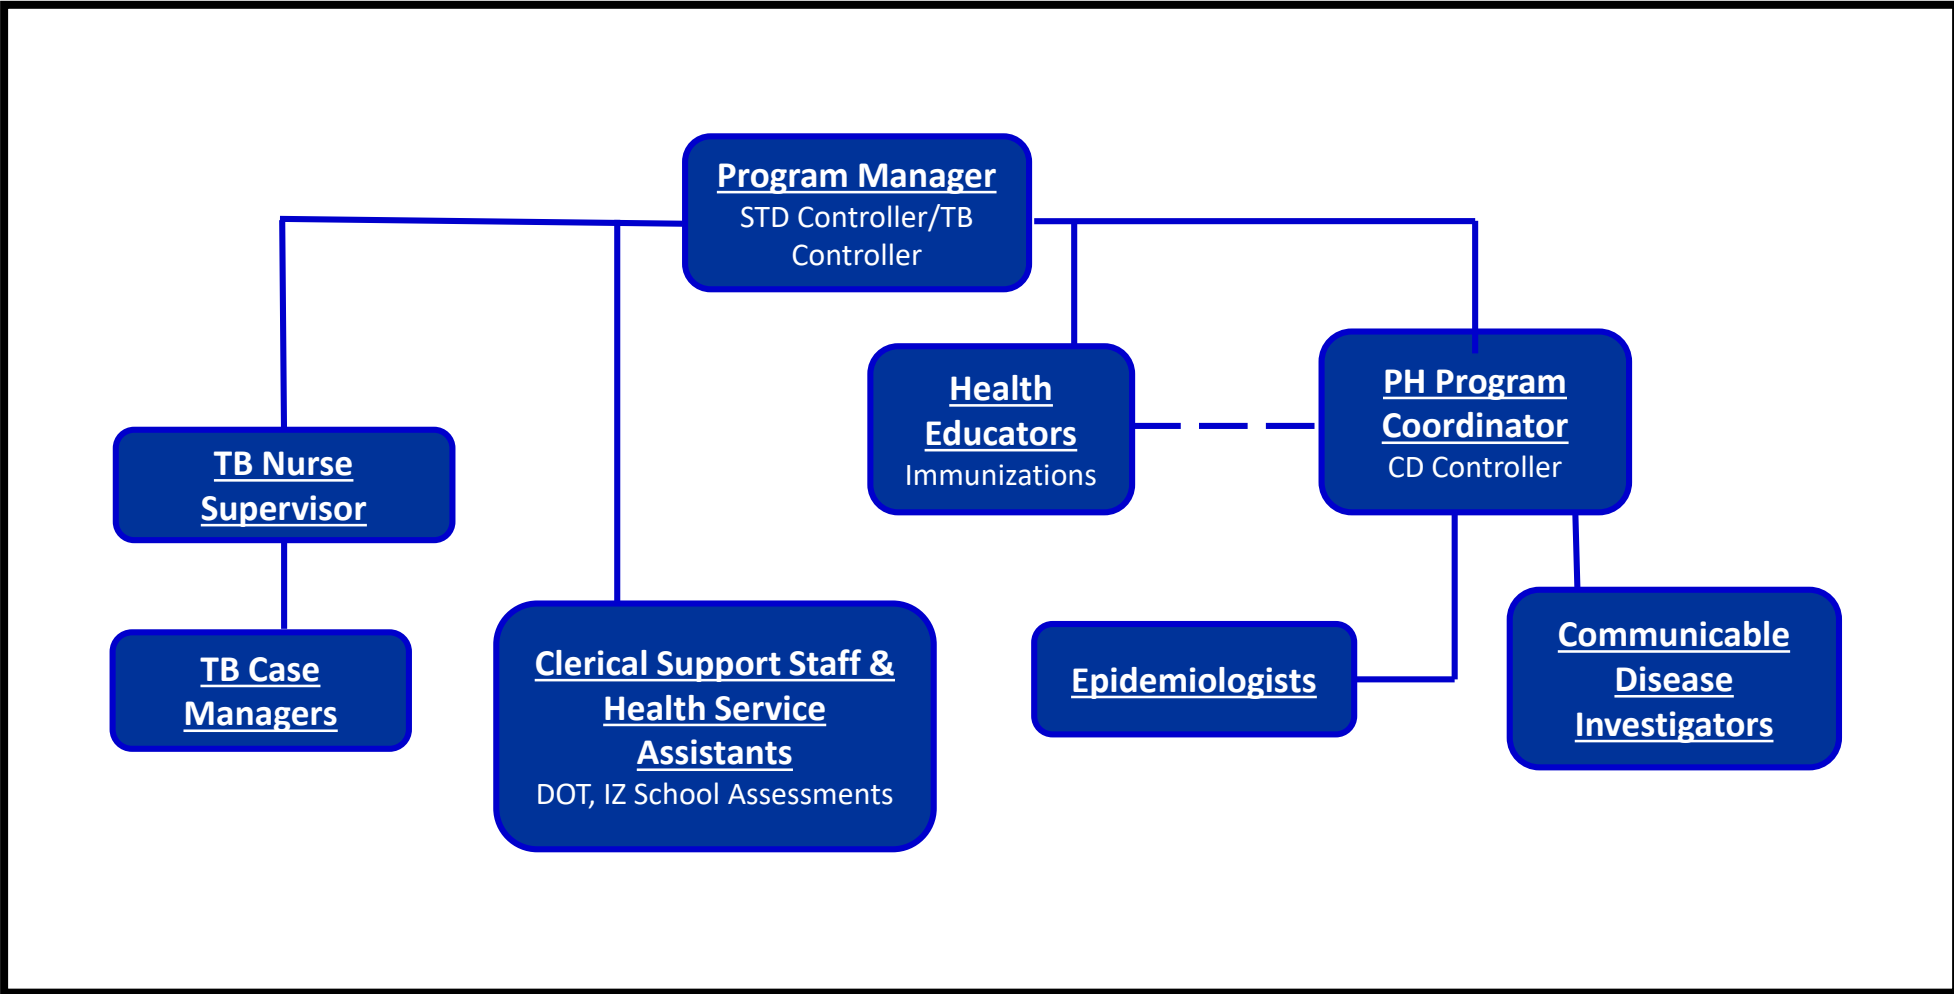 Program Manager
STD Controller/TB
Controller
Health
Educators
Immunizations
PH Program
Coordinator
CD Controller
TB Nurse
Supervisor
TB Case
Managers
Clerical Support Staff &
Health Service
Assistants
DOT, IZ School Assessments
Epidemiologists
Communicable
Disease
Investigators